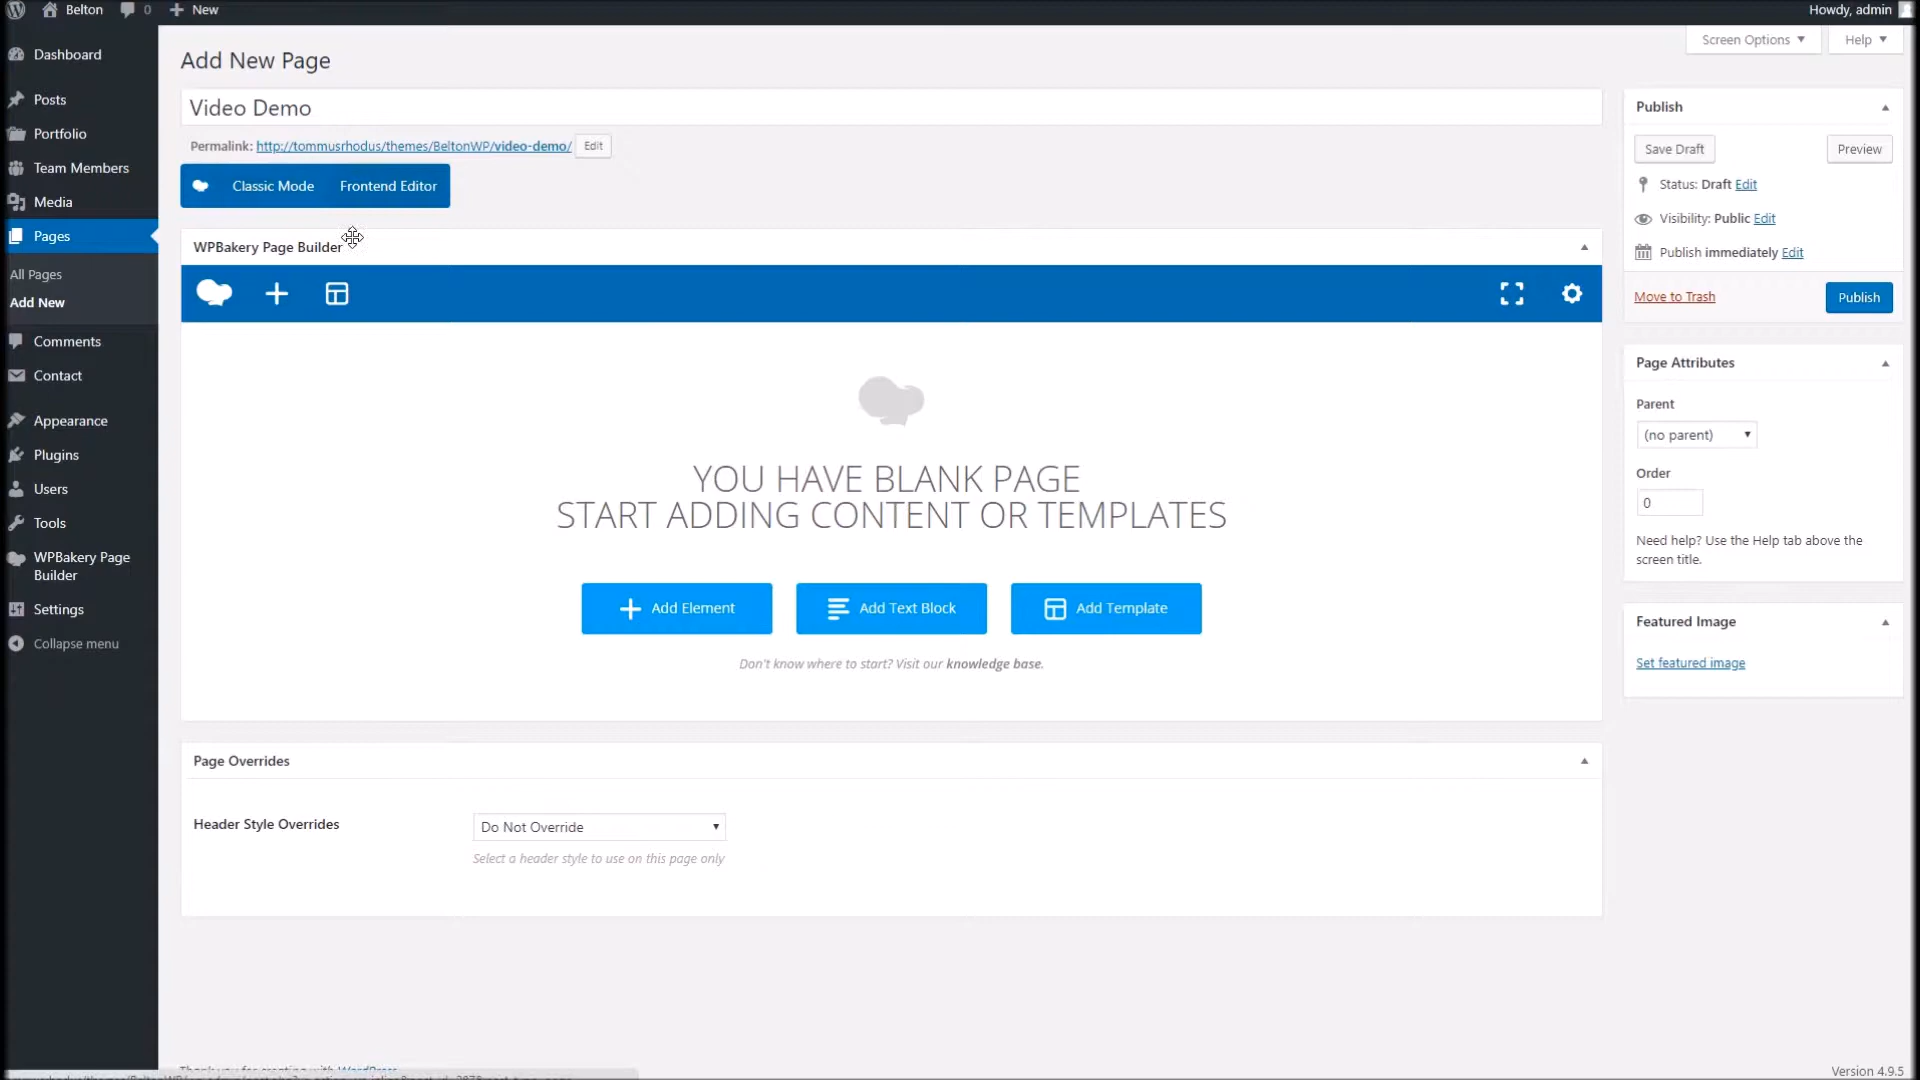 Belton
0
New
Howdy, admin
Dashboard
Posts
Portfolio
Team Members
Media
Pages
All Pages
Add New
Comments
Contact
Appearance
Plugins
Users
Tools
WPBakery Page
Builder
Settings
Collapse menu
Screen Options
Help
Add New Page
Video Demo
Permalink: http://tommusrhodus/themes/BeltonWP/video-demo/ Edit
Classic Mode
Frontend Editor
WPBakery Page Builder
YOU HAVE BLANK PAGE
START ADDING CONTENT OR TEMPLATES
Add Element
Add Text Block
Add Template
Don't know where to start? Visit our knowledge base.
Page Overrides
Header Style Overrides
Do Not Override
Select a header style to use on this page only
Publish
Save Draft
Preview
Status: Draft Edit
Visibility: Public Edit
Publish immediately Edit
Move to Trash
Publish
Page Attributes
Parent
(no parent)
Order
0
Need help? Use the Help tab above the
screen title.
Featured Image
Set featured image
Version 4.9.5